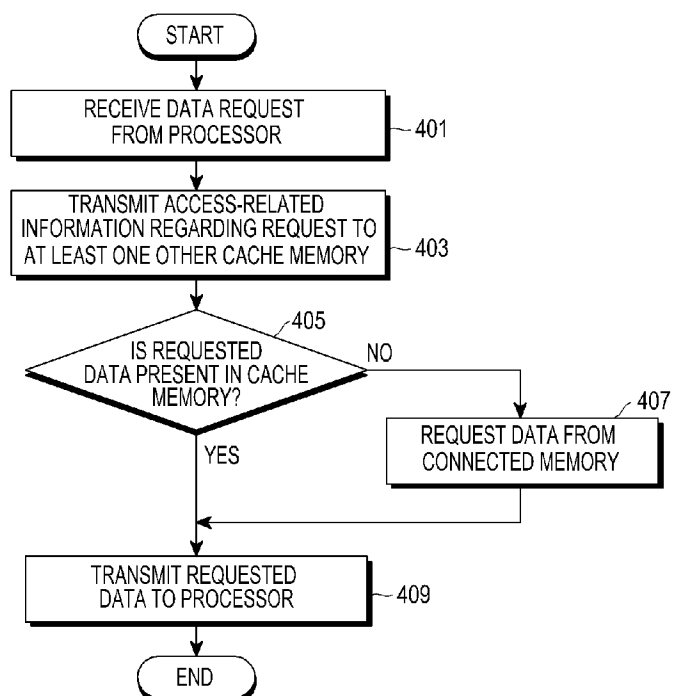 START
RECEIVE DATA REQUEST
FROM PROCESSOR
401
TRANSMIT ACCESS-RELATED
INFORMATION REGARDING REQUEST TO
AT LEAST ONE OTHER CACHE MEMORY
403
405
IS REQUESTED
DATA PRESENT IN CACHE
MEMORY?
NO
YES
407
REQUEST DATA FROM
CONNECTED MEMORY
TRANSMIT REQUESTED
DATA TO PROCESSOR
409
END